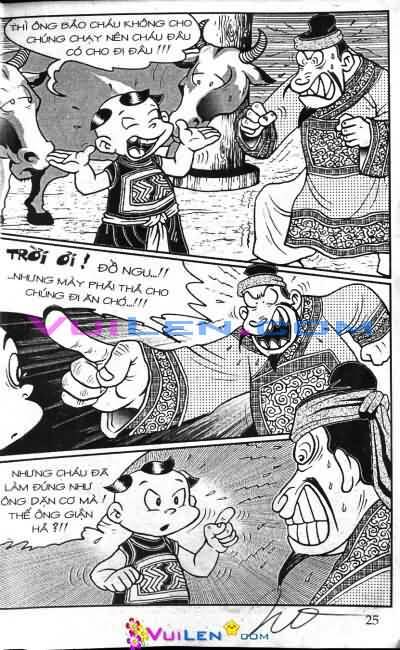 THÌ ÔNG BẢO CHÁU KHÔNG CHO
CHÚNG CHẠY NÊN CHÁU ĐÂU
CÓ CHO ĐI ĐÂU !!!
TRỜI ƠI ! ĐỒ NGU...!!
...NHƯNG MÀY PHẢI THẢ CHO
CHÚNG ĐI ĂN CHỚ...!!!
VUILEN.COM
NHƯNG CHÁU ĐÃ
LÀM ĐÚNG NHƯ
ÔNG DẶN CƠ MÀ !
THẾ ÔNG GIẬN
HẢ ?!!
25
VUILEN.COM